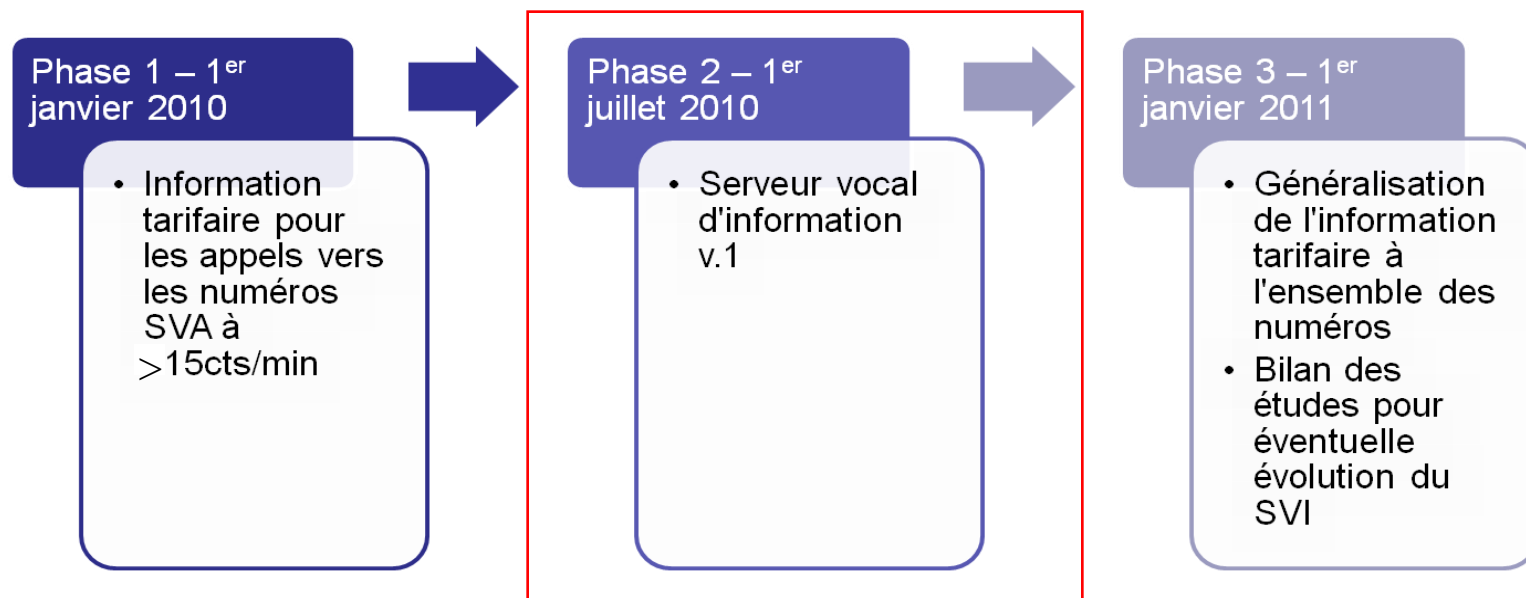 Phase 1 – 1er
janvier 2010
• Information
tarifaire pour
les appels vers
les numéros
SVA à
>15cts/min
Phase 2 – 1er
juillet 2010
• Serveur vocal
d'information
v.1
Phase 3 – 1er
janvier 2011
• Généralisation
de l'information
tarifaire à
l'ensemble des
numéros
• Bilan des
études pour
éventuelle
évolution du
SVI